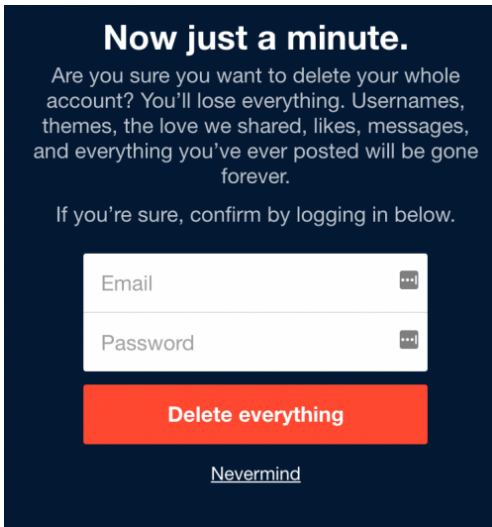 Now just a minute.
Are you sure you want to delete your whole
account? You’ll lose everything. Usernames,
themes, the love we shared, likes, messages,
and everything you’ve ever posted will be gone
forever.
If you’re sure, confirm by logging in below.
Email
Password
Delete everything
Nevermind